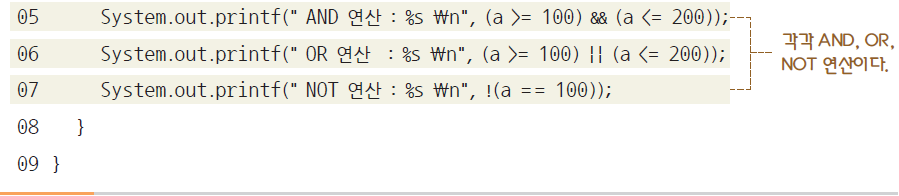 05 System.out.printf(" AND 연산 : %s ₩n", (a >= 100) && (a <= 200));
06 System.out.printf(" OR 연산 : %s ₩n", (a >= 100) || (a <= 200));
07 System.out.printf(" NOT 연산 : %s ₩n", !(a == 100));
각각 AND, OR,
NOT 연산이다.
08 }
09 }